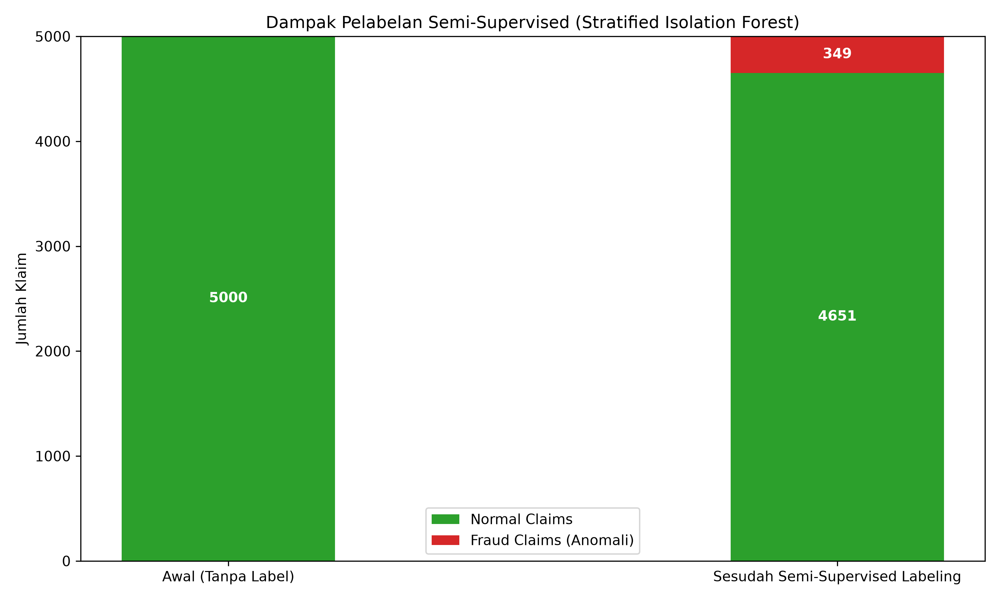 Dampak Pelabelan Semi-Supervised (Stratified Isolation Forest)
Jumlah Klaim
5000
4000
3000
2000
1000
0
5000
349
4651
Normal Claims
Fraud Claims (Anomali)
Awal (Tanpa Label)
Sesudah Semi-Supervised Labeling